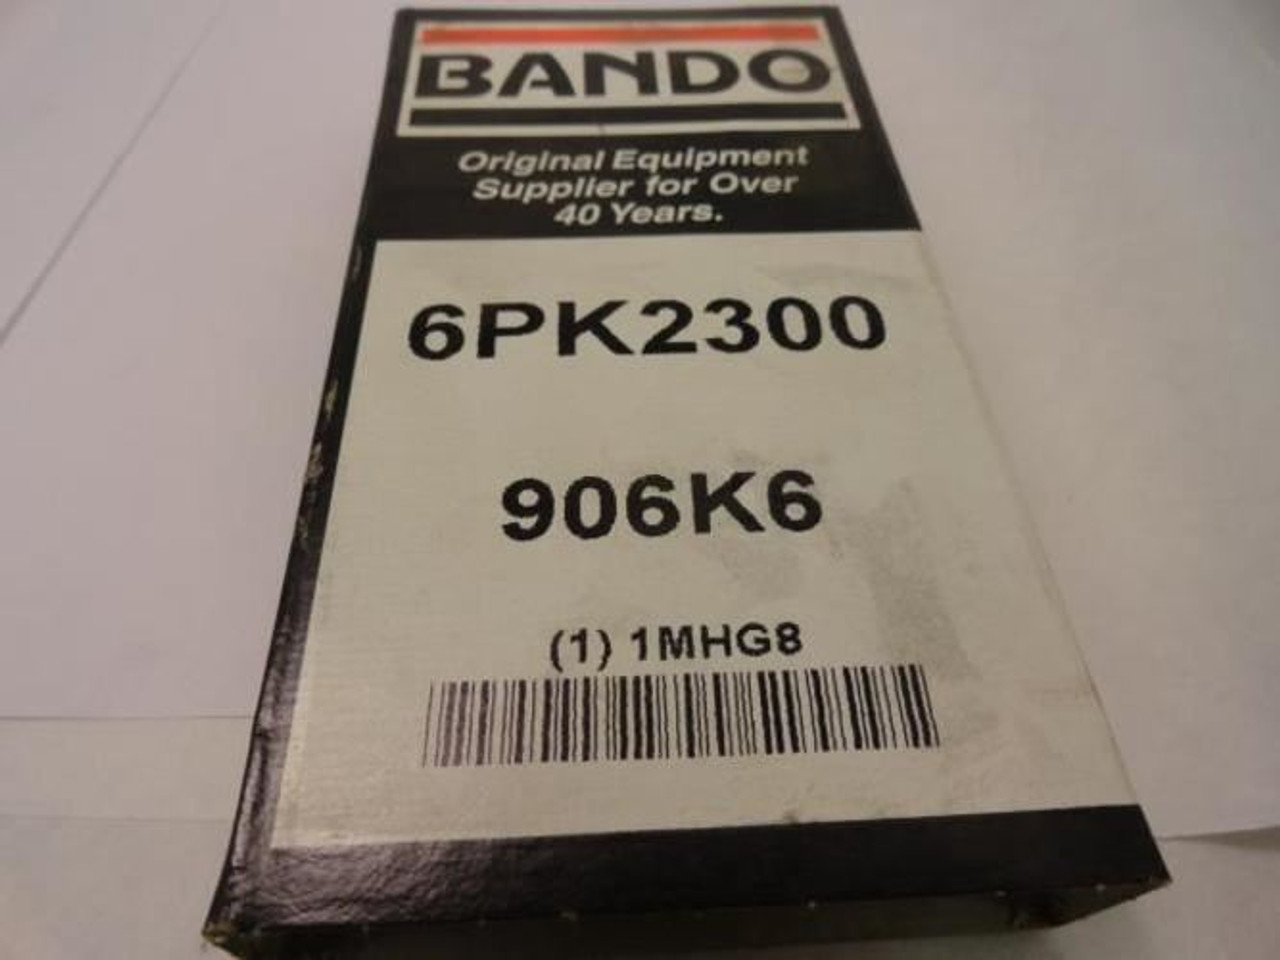 BANDO
Original Equipment
Supplier for Over
40 Years.
6PK2300
906K6
(1) 1MHG8